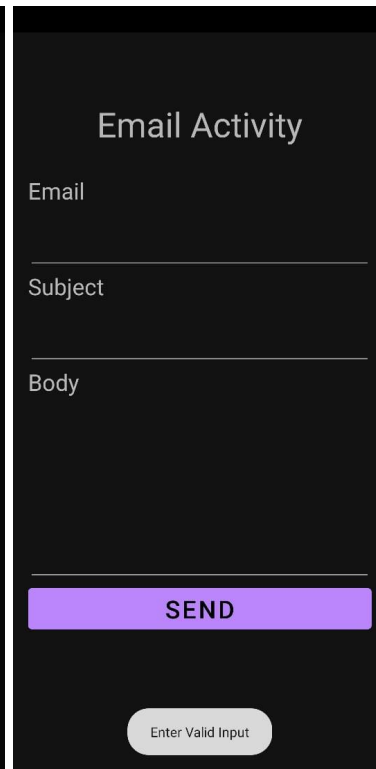 Email Activity
Email
Subject
Body
SEND
Enter Valid Input